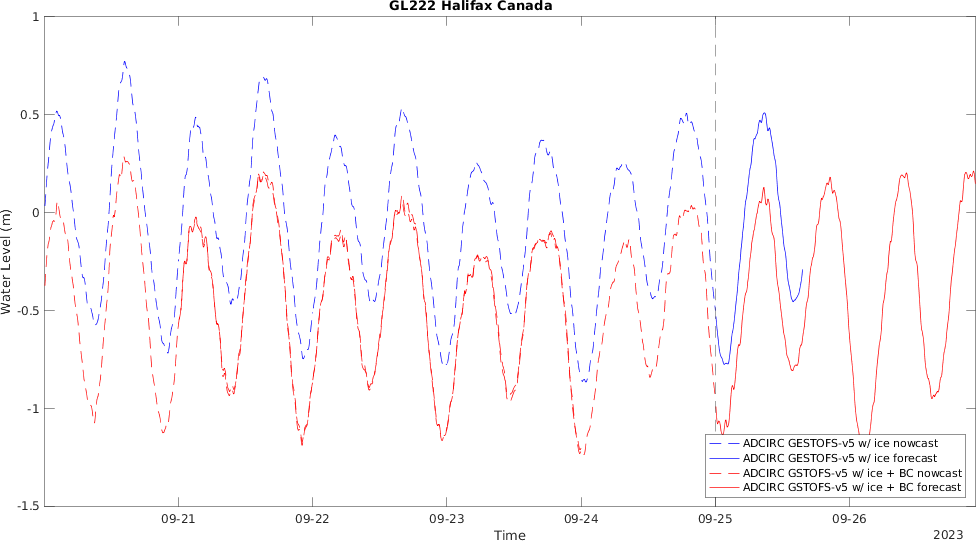 GL222 Halifax Canada
1
0.5
0
-0.5
-1
-1.5
Water Level (m)
ADCIRC GESTOFS-v5 w/ ice nowcast
ADCIRC GESTOFS-v5 w/ ice forecast
ADCIRC GSTOFS-v5 w/ ice + BC nowcast
ADCIRC GSTOFS-v5 w/ ice + BC forecast
09-21
09-22
09-23
09-24
09-25
09-26
Time
2023